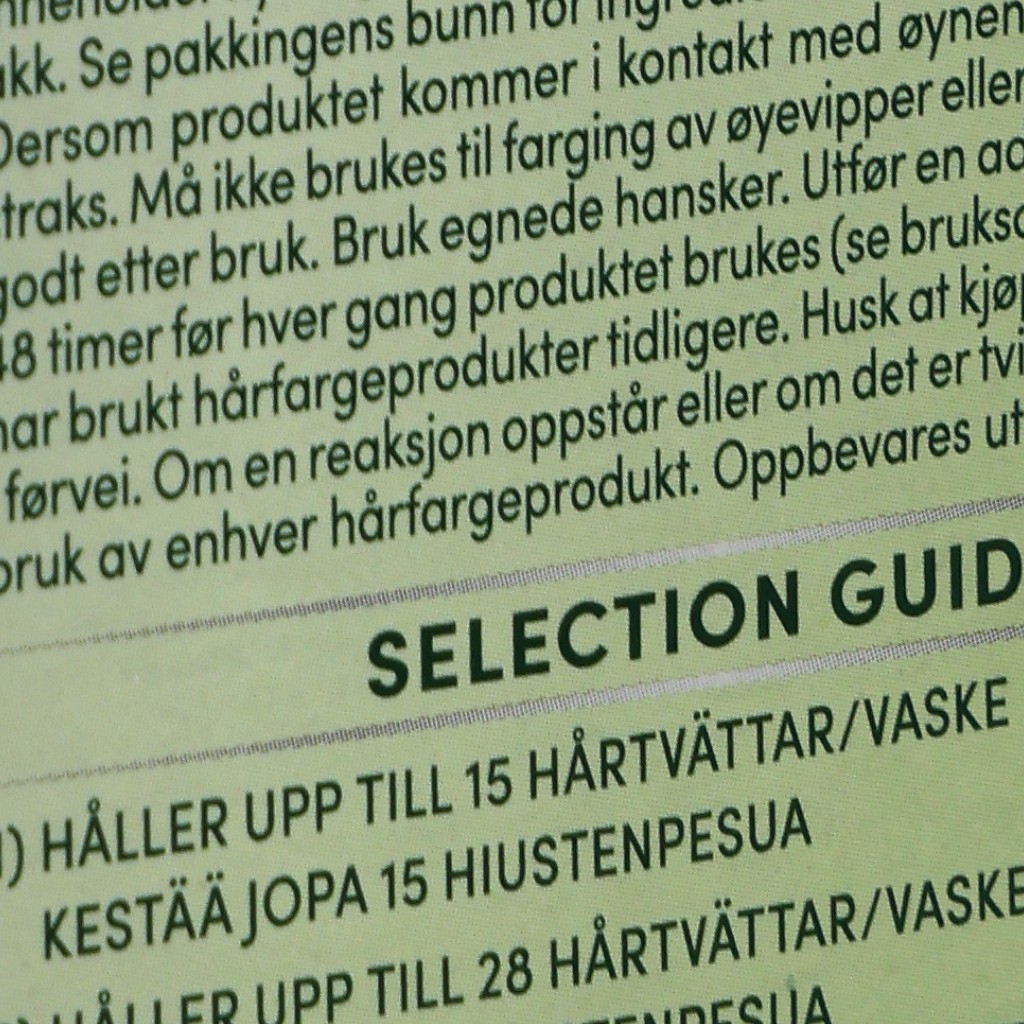 akk. Se pakkingens bunn for
Dersom produktet kommer i kontakt med øynen
traks. Må ikke brukes til farging av øyevipper eller
godt etter bruk. Bruk egnede hansker. Utfør en
48 timer før hver gang produktet brukes (se
har brukt hårfargeprodukter tidligere. Husk at
førvei. Om en reaksjon oppstår eller om det er
bruk av enhver hårfargeprodukt. Oppbevares
SELECTION GUID
HÅLLER UPP TILL 15 HÅRTVÄTTAR/VASKE
KESTÄÄ JOPA 15 HIUSTENPESUA
HÅLLER UPP TILL 28 HÅRTVÄTTAR/VASKE